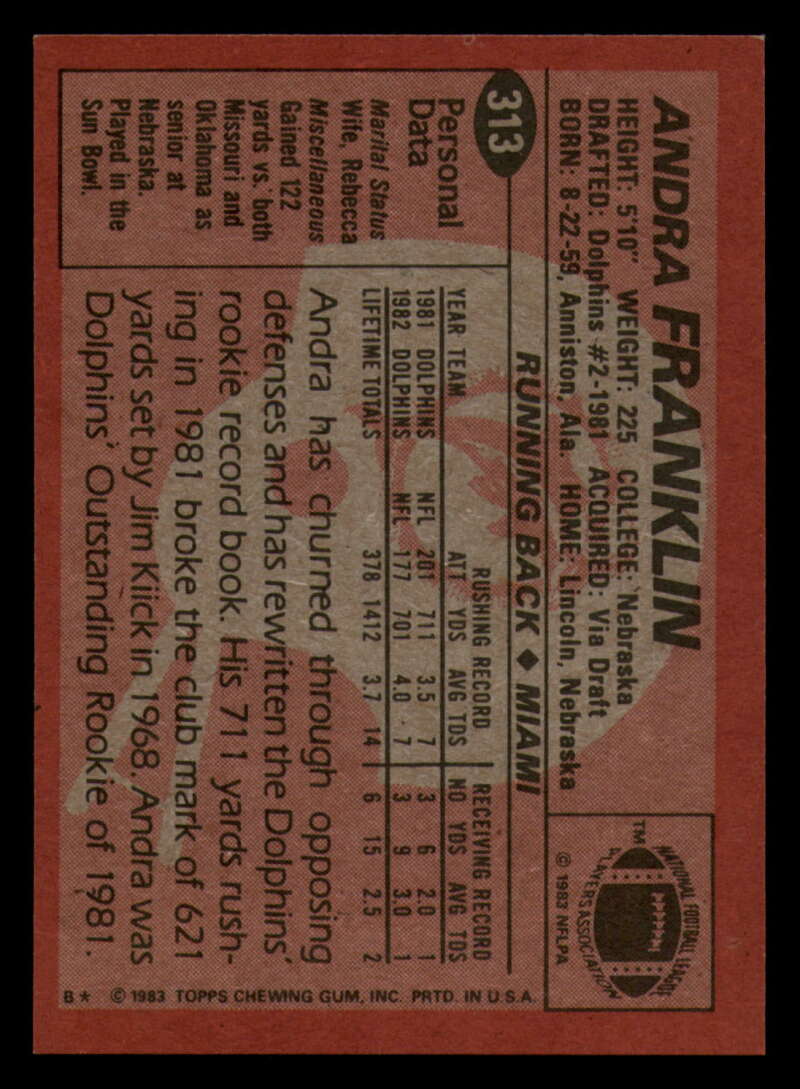 ANDRA FRANKLIN
HEIGHT: 5'10" WEIGHT: 225 COLLEGE: Nebraska
DRAFTED: Dolphins #2-1981 ACQUIRED: Via Draft
BORN: 8-22-59, Anniston, Ala. HOME: Lincoln, Nebraska
NATIONAL FOOTBALL LEAGUE
PLAYERS ASSOCIATION
TM
© 1983 NFLPA
313
RUNNING BACK ♦ MIAMI
Personal
Data
Marital Status
Wife, Rebecca
Miscellaneous
Gained 122
yards vs. both
Missouri and
Oklahoma as
senior at
Nebraska.
Played in the
Sun Bowl.
RUSHING RECORD RECEIVING RECORD
YEAR TEAM ATT YDS AVG TDS NO YDS AVG TDS
1981 DOLPHINS NFL 201 711 3.5 7 3 6 2.0 1
1982 DOLPHINS NFL 177 701 4.0 7 3 9 3.0 1
LIFETIME TOTALS 378 1412 3.7 14 6 15 2.5 2
Andra has churned through opposing
defenses and has rewritten the Dolphins'
rookie record book. His 711 yards rush-
ing in 1981 broke the club mark of 621
yards set by Jim Kiick in 1968. Andra was
Dolphins' Outstanding Rookie of 1981.
B* © 1983 TOPPS CHEWING GUM, INC. PRTD. IN U.S.A.